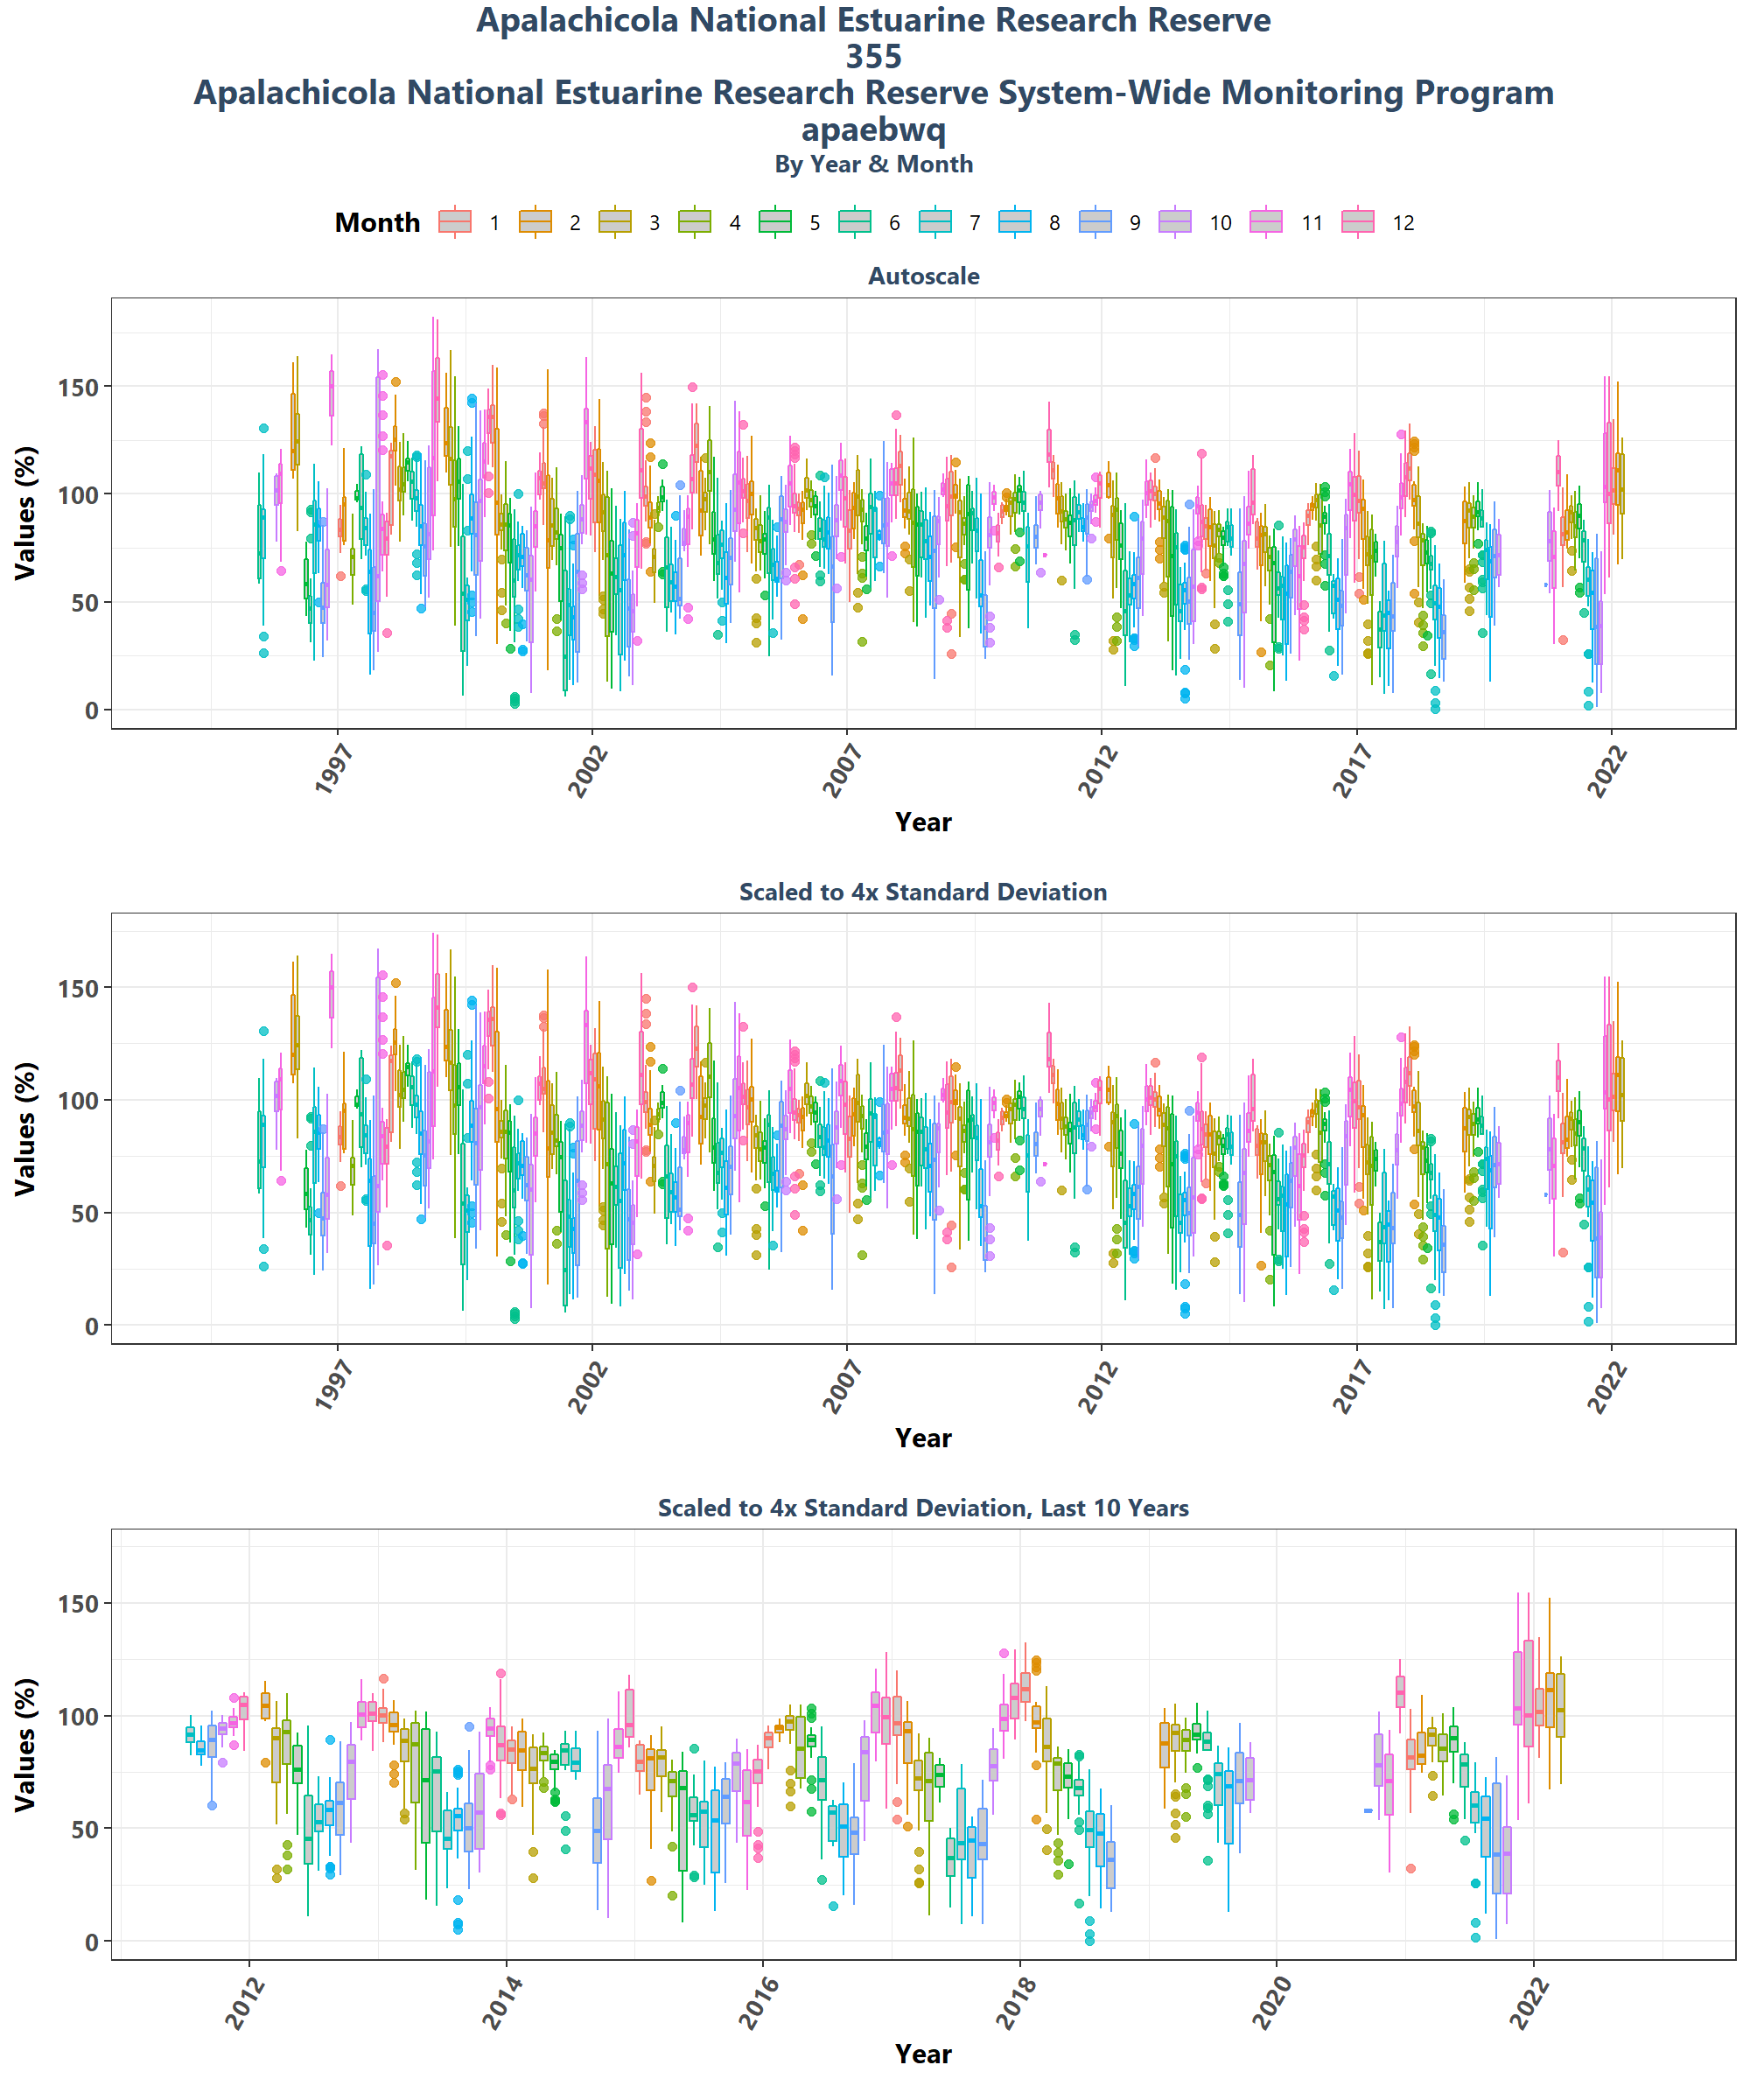 Apalachicola National Estuarine Research Reserve
355
Apalachicola National Estuarine Research Reserve System-Wide Monitoring Program
apaebwq
By Year & Month
Month 1 2 3 4 5 6 7 8 9 10 11 12
Autoscale
Values (%)
150
100
50
0
1997 2002 2007 2012 2017 2022
Year
Scaled to 4x Standard Deviation
Values (%)
150
100
50
0
1997 2002 2007 2012 2017 2022
Year
Scaled to 4x Standard Deviation, Last 10 Years
Values (%)
150
100
50
0
2012 2014 2016 2018 2020 2022
Year